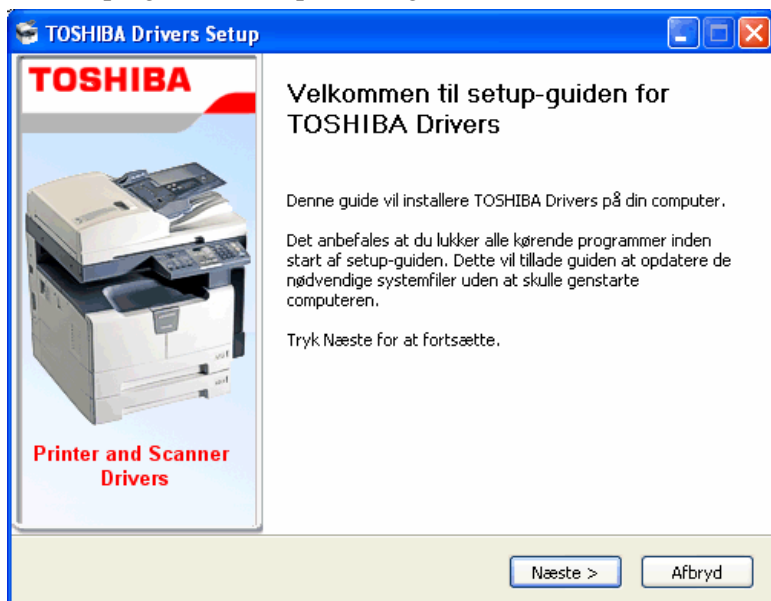 TOSHIBA Drivers Setup
TOSHIBA
Velkommen til setup-guiden for
TOSHIBA Drivers
Denne guide vil installere TOSHIBA Drivers på din computer.
Det anbefales at du lukker alle kørende programmer inden
start af setup-guiden. Dette vil tillade guiden at opdatere de
nødvendige systemfiler uden at skulle genstarte
computeren.
Tryk Næste for at fortsætte.
Printer and Scanner
Drivers
Næste >
Afbryd